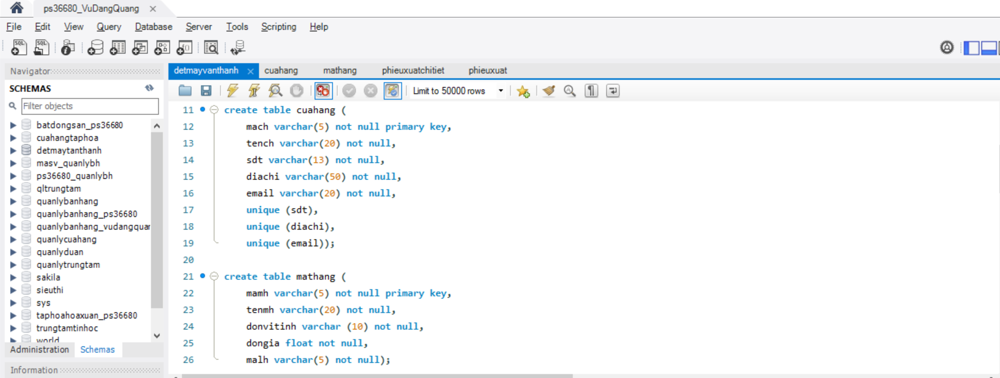 ps36680_VuDangQuang
File Edit View Query Database Server Tools Scripting Help
Navigator
SCHEMAS
Filter objects
batdongsan_ps36680
cuahangtaphoa
detmaytanthanh
masv_quanlybh
ps36680_quanlybh
qltrungtam
quanlybanhang
quanlybanhang_ps36680
quanlybanhang_vudangquar
quanlycuahang
quanlyduan
quanlytrungtam
sakila
sieuthi
sys
taphoahoaxuan_ps36680
trungtamtinhoc
world
Administration Schemas
Information
detmayvanthanh cuahang mathang phieuxuatchitiet phieuxuat
Limit to 50000 rows
11 create table cuahang (
12 mach varchar(5) not null primary key,
13 tench varchar(20) not null,
14 sdt varchar(13) not null,
15 diachi varchar(50) not null,
16 email varchar(20) not null,
17 unique (sdt),
18 unique (diachi),
19 unique (email));
20
21 create table mathang (
22 mamh varchar(5) not null primary key,
23 tenmh varchar(20) not null,
24 donvitinh varchar (10) not null,
25 dongia float not null,
26 malh varchar(5) not null);